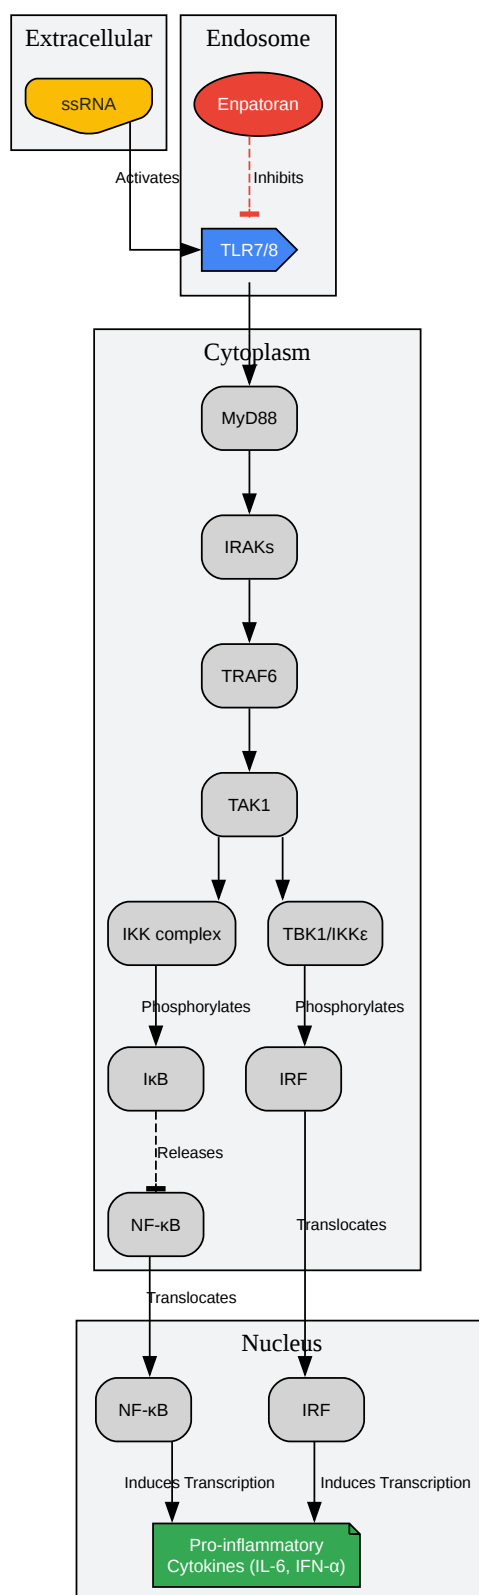 Extracellular
Endosome
ssRNA
Enpatoran
Activates
Inhibits
TLR7/8
Cytoplasm
MyD88
IRAKs
TRAF6
TAK1
IKK complex
TBK1/IKKε
Phosphorylates
Phosphorylates
IκB
IRF
Releases
NF-κB
Translocates
Translocates
Nucleus
NF-κB
IRF
Induces Transcription
Induces Transcription
Pro-inflammatory
Cytokines (IL-6, IFN-α)